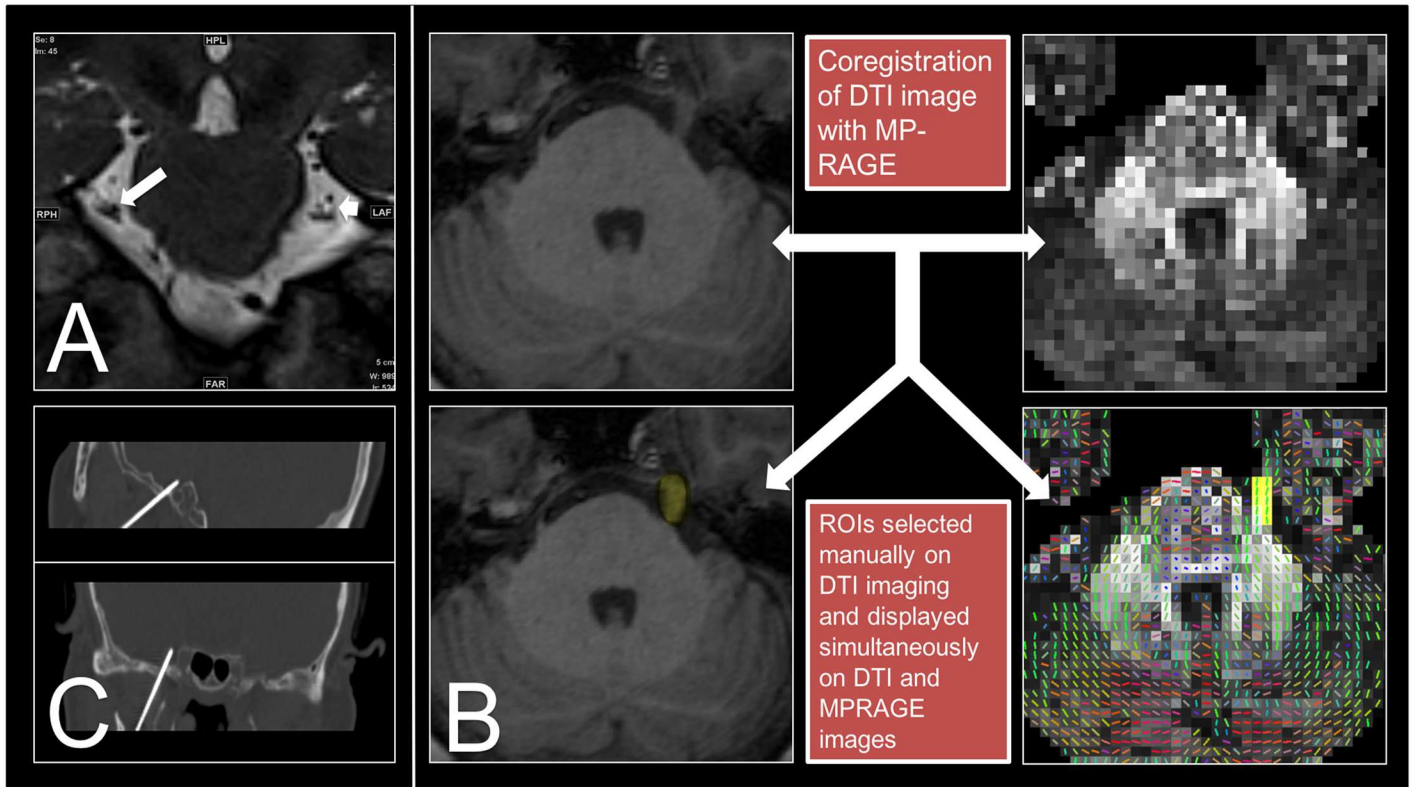 Se: 8
Im: 45
HPL
RPH
LAF
A
5 cm
FAR
C
B
Coregistration
of DTI image
with MP-
RAGE
ROIs selected
manually on
DTI imaging
and displayed
simultaneously
on DTI and
MPRAGE
images